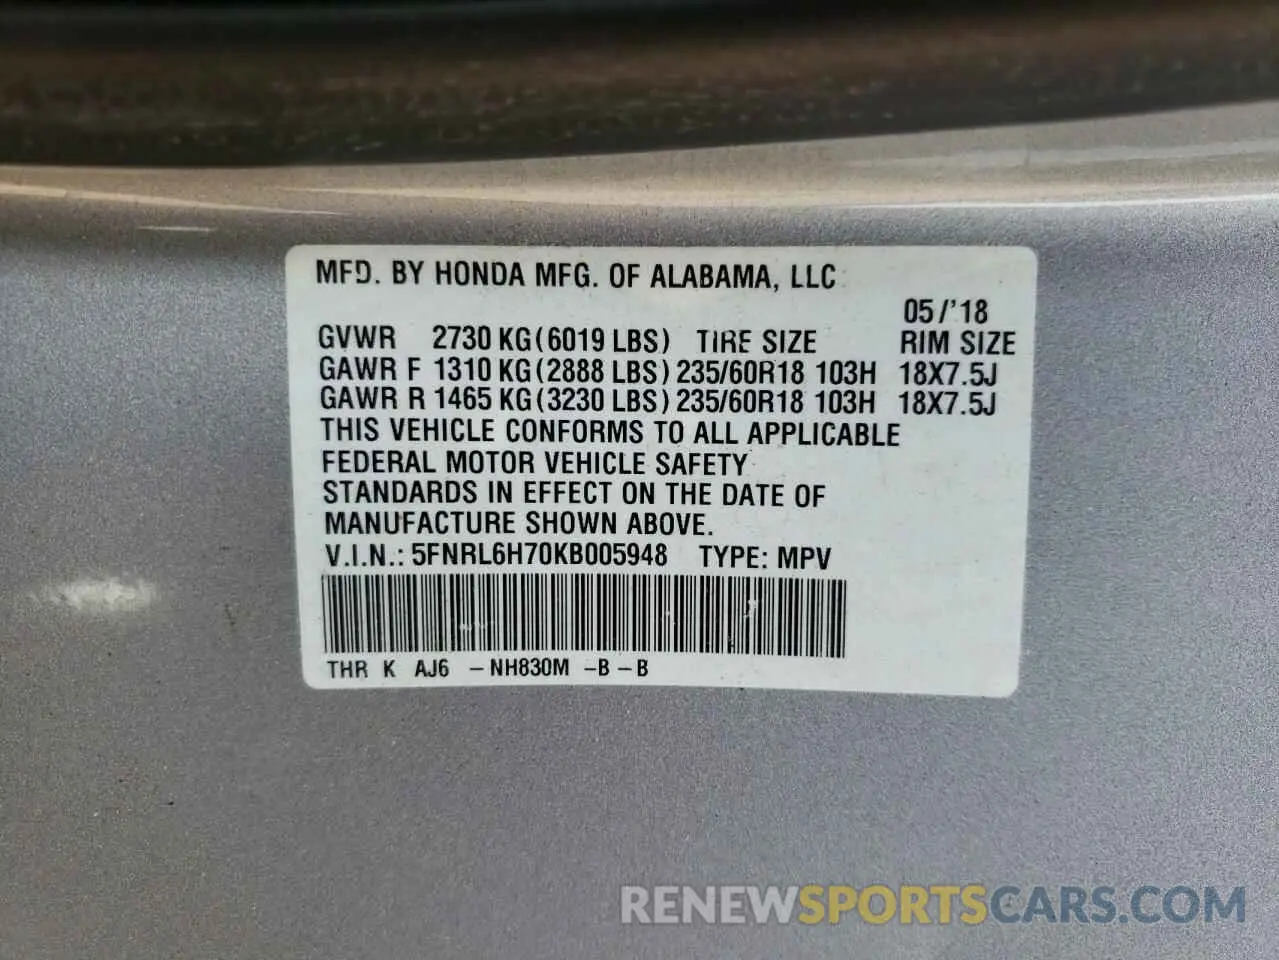 MFD. BY HONDA MFG. OF ALABAMA, LLC
05/'18
GVWR 2730 KG(6019 LBS) TIRE SIZE RIM SIZE
GAWR F 1310 KG(2888 LBS) 235/60R18 103H 18X7.5J
GAWR R 1465 KG(3230 LBS) 235/60R18 103H 18X7.5J
THIS VEHICLE CONFORMS TO ALL APPLICABLE
FEDERAL MOTOR VEHICLE SAFETY
STANDARDS IN EFFECT ON THE DATE OF
MANUFACTURE SHOWN ABOVE.
V.I.N.: 5FNRL6H70KB005948 TYPE: MPV
THR K AJ6 -NH830M -B-B
RENEWSPORTSCARS.COM